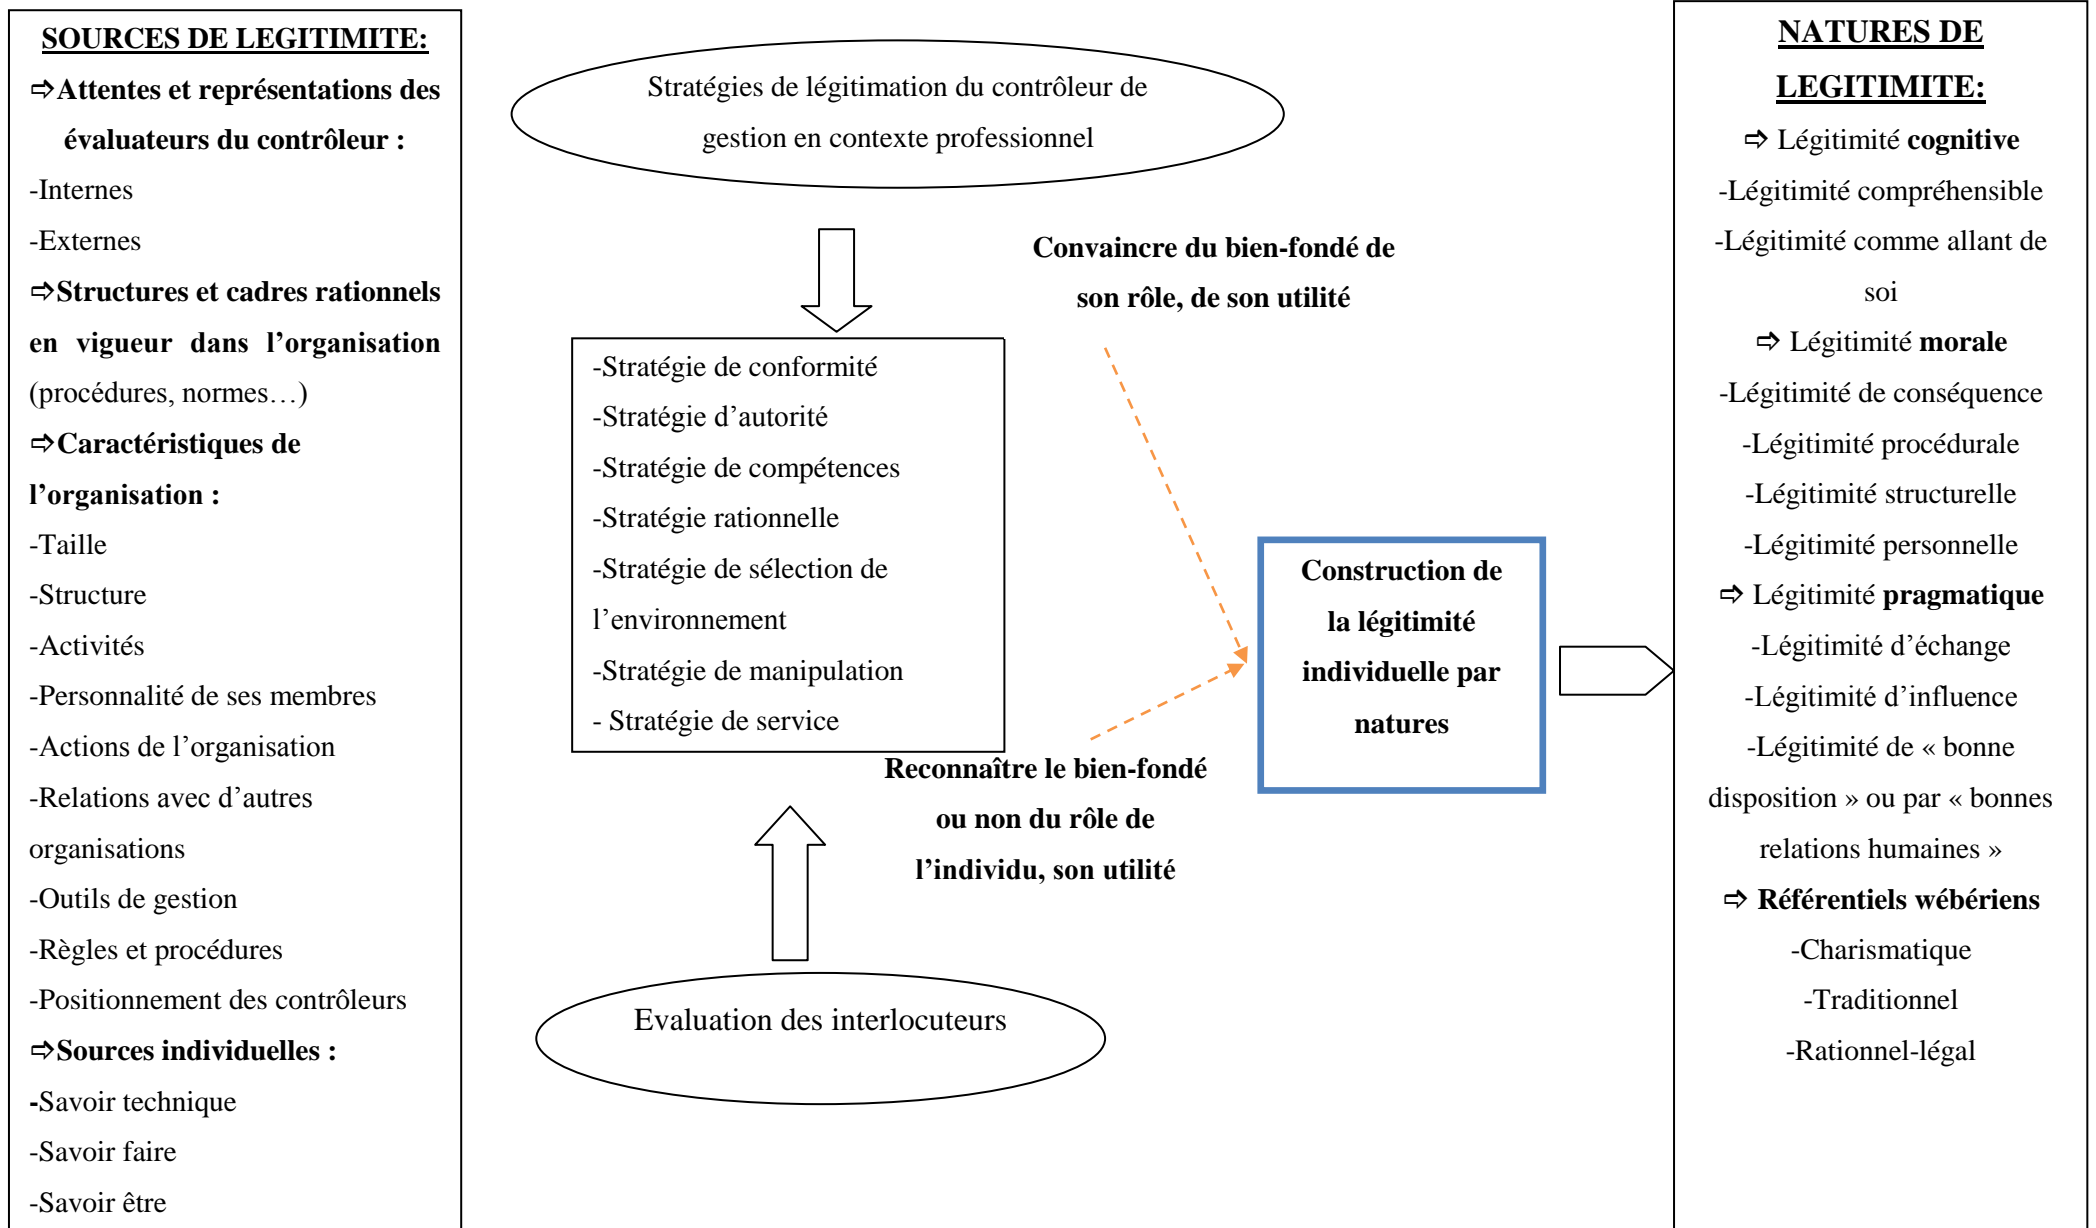 SOURCES DE LEGITIMITE:
⇨Attentes et représentations des
évaluateurs du contrôleur :
-Internes
-Externes
⇨Structures et cadres rationnels
en vigueur dans l’organisation
(procédures, normes…)
⇨Caractéristiques de
l’organisation :
-Taille
-Structure
-Activités
-Personnalité de ses membres
-Actions de l’organisation
-Relations avec d’autres
organisations
-Outils de gestion
-Règles et procédures
-Positionnement des contrôleurs
⇨Sources individuelles :
-Savoir technique
-Savoir faire
-Savoir être
Stratégies de légitimation du contrôleur de
gestion en contexte professionnel
-Stratégie de conformité
-Stratégie d’autorité
-Stratégie de compétences
-Stratégie rationnelle
-Stratégie de sélection de
l’environnement
-Stratégie de manipulation
- Stratégie de service
Evaluation des interlocuteurs
Convaincre du bien-fondé de
son rôle, de son utilité
Reconnaître le bien-fondé
ou non du rôle de
l’individu, son utilité
Construction de
la légitimité
individuelle par
natures
NATURES DE
LEGITIMITE:
⇨ Légitimité cognitive
-Légitimité compréhensible
-Légitimité comme allant de
soi
⇨ Légitimité morale
-Légitimité de conséquence
-Légitimité procédurale
-Légitimité structurelle
-Légitimité personnelle
⇨ Légitimité pragmatique
-Légitimité d’échange
-Légitimité d’influence
-Légitimité de « bonne
disposition » ou par « bonnes
relations humaines »
⇨ Référentiels wébériens
-Charismatique
-Traditionnel
-Rationnel-légal